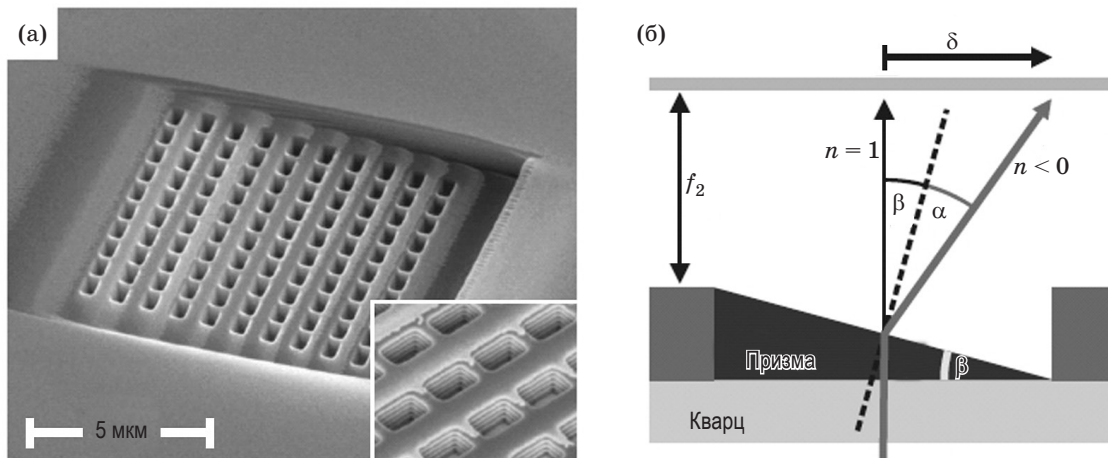 (а)
5 мкм
(б)
δ
n = 1
n < 0
f₂
β
α
Призма
β
Кварц